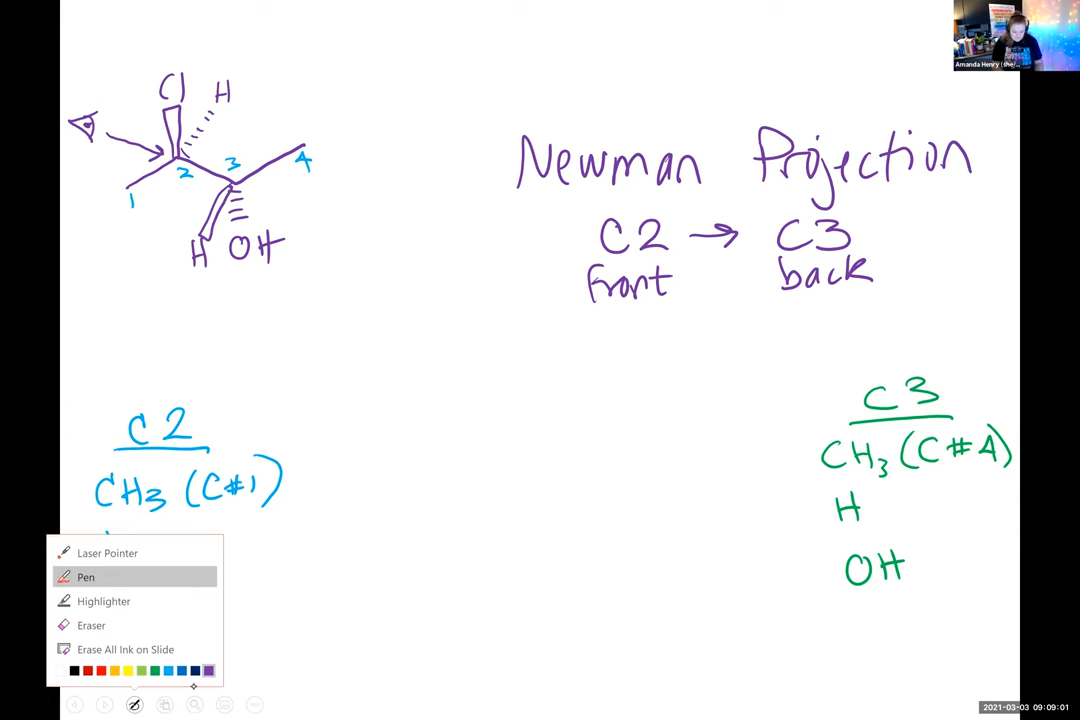 Amanda Henry (she/...
Cl H
2 3 4
1
H OH
Newman Projection
C2 → C3
Front back
C2
CH3 (C#1)
C3
CH3 (C#4)
H
OH
Laser Pointer
Pen
Highlighter
Eraser
Erase All Ink on Slide
2021-03-03 09:09:01